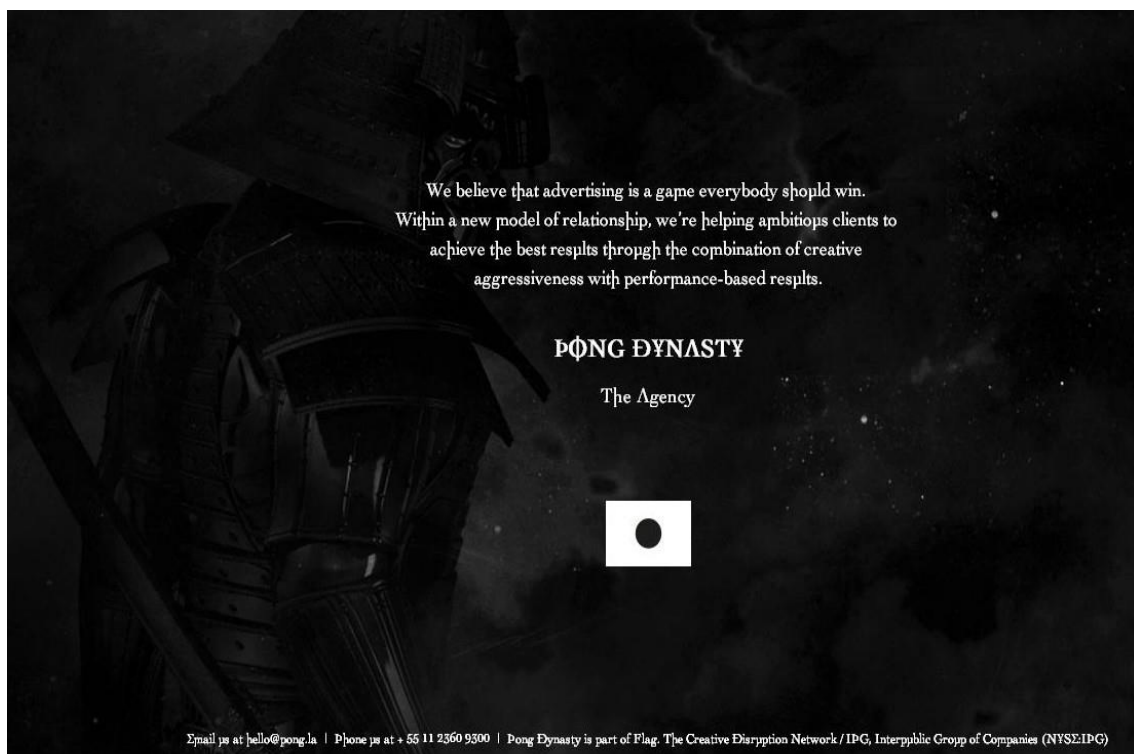 We believe that advertising is a game everybody should win.
Within a new model of relationship, we're helping ambitious clients to
achieve the best results through the combination of creative
aggressiveness with performance-based results.
ÞONG ÐYNASTY
The Agency
Email us at hello@pong.la | Phone us at + 55 11 2360 9300 | Pong Dynasty is part of Flag. The Creative Disruption Network / IPG, Interpublic Group of Companies (NYSE:IPG)